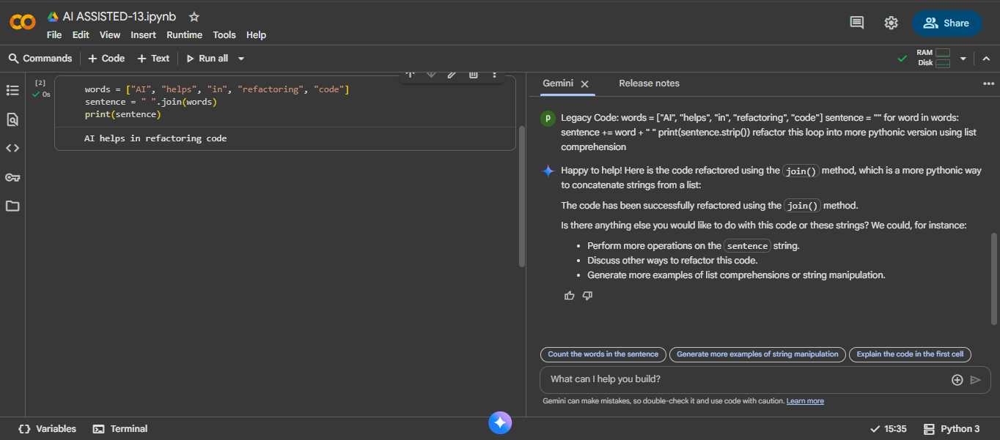 AI ASSISTED-13.ipynb
File Edit View Insert Runtime Tools Help
Share
Commands + Code + Text Run all
RAM
Disk
[2]
0s
words = ["AI", "helps", "in", "refactoring", "code"]
sentence = " ".join(words)
print(sentence)
AI helps in refactoring code
Gemini Release notes
P
Legacy Code: words = ["AI", "helps", "in", "refactoring", "code"] sentence = "" for word in words:
sentence += word + " " print(sentence.strip()) refactor this loop into more pythonic version using list
comprehension
Happy to help! Here is the code refactored using the join() method, which is a more pythonic way
to concatenate strings from a list:
The code has been successfully refactored using the join() method.
Is there anything else you would like to do with this code or these strings? We could, for instance:
• Perform more operations on the sentence string.
• Discuss other ways to refactor this code.
• Generate more examples of list comprehensions or string manipulation.
Count the words in the sentence Generate more examples of string manipulation Explain the code in the first cell
What can I help you build?
Gemini can make mistakes, so double-check it and use code with caution. Learn more
Variables Terminal
15:35 Python 3